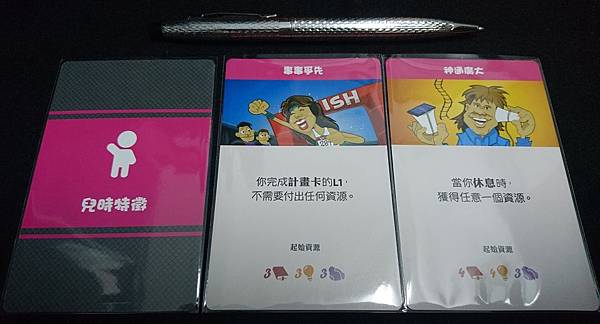 兒時特徵
事事爭先
ISH
你完成計畫卡的L1，
不需要付出任何資源。
起始資源
3 3 3
神通廣大
當你休息時，
獲得任意一個資源。
起始資源
4 4 3